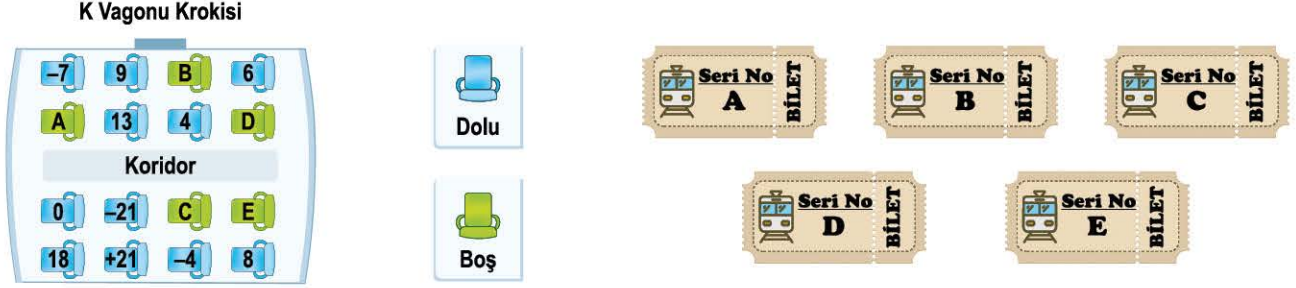 K Vagonu Krokisi
–7 9 B 6
A 13 4 D
Koridor
0 –21 C E
18 +21 –4 8
Dolu
Boş
Seri No
A
BİLET
Seri No
B
BİLET
Seri No
C
BİLET
Seri No
D
BİLET
Seri No
E
BİLET